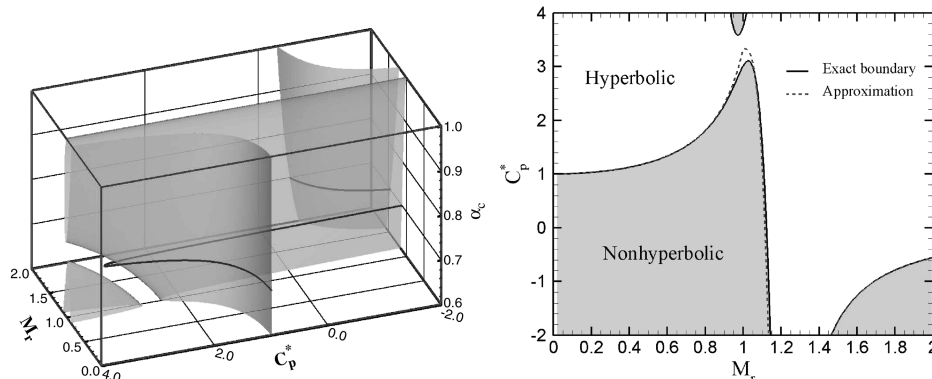 1.0
0.9
0.8
0.7
0.6
α_c
2.0
1.5
1.0
0.5
0.0
M_r
4.0
2.0
0.0
-2.0
C_p^*
4
3
2
1
0
-1
-2
C_p^*
Hyperbolic
Exact boundary
Approximation
Nonhyperbolic
0 0.2 0.4 0.6 0.8 1 1.2 1.4 1.6 1.8 2
M_r